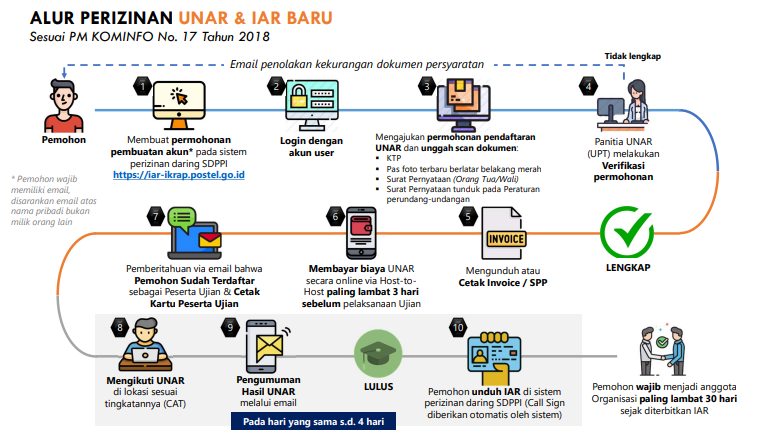 ALUR PERIZINAN UNAR & IAR BARU
Sesuai PM KOMINFO No. 17 Tahun 2018
Email penolakan kekurangan dokumen persyaratan
Tidak lengkap
Pemohon
1
Membuat permohonan
pembuatan akun* pada sistem
perizinan daring SDPPI
https://iar-ikrap.postel.go.id
2
Login dengan
akun user
3
Mengajukan permohonan pendaftaran
UNAR dan unggah scan dokumen:
▪ KTP
▪ Pas foto terbaru berlatar belakang merah
▪ Surat Pernyataan (Orang Tua/Wali)
▪ Surat Pernyataan tunduk pada Peraturan
perundang-undangan
4
Panitia UNAR
(UPT) melakukan
Verifikasi
permohonan
* Pemohon wajib
memiliki email,
disarankan email atas
nama pribadi bukan
milik orang lain
LENGKAP
5
INVOICE
Mengunduh atau
Cetak Invoice / SPP
6
Membayar biaya UNAR
secara online via Host-to-
Host paling lambat 3 hari
sebelum pelaksanaan Ujian
7
Pemberitahuan via email bahwa
Pemohon Sudah Terdaftar
sebagai Peserta Ujian & Cetak
Kartu Peserta Ujian
8
Mengikuti UNAR
di lokasi sesuai
tingkatannya (CAT)
9
Pengumuman
Hasil UNAR
melalui email
LULUS
10
Pemohon unduh IAR di sistem
perizinan daring SDPPI (Call Sign
diberikan otomatis oleh sistem)
Pemohon wajib menjadi anggota
Organisasi paling lambat 30 hari
sejak diterbitkan IAR
Pada hari yang sama s.d. 4 hari